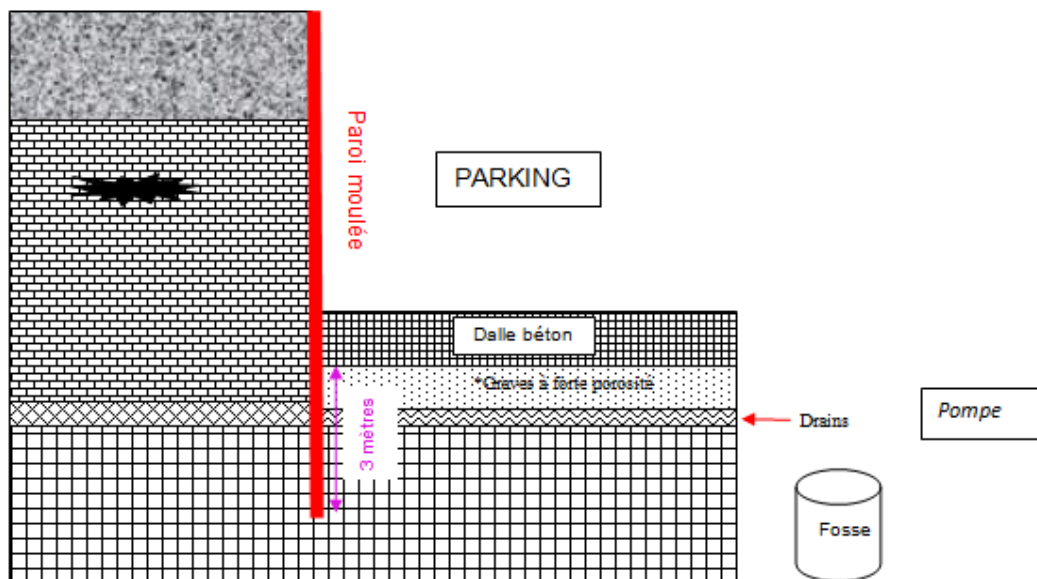 Paroi moulée
PARKING
Dalle béton
*Graves à forte porosité
3 mètres
Drains
Pompe
Fosse